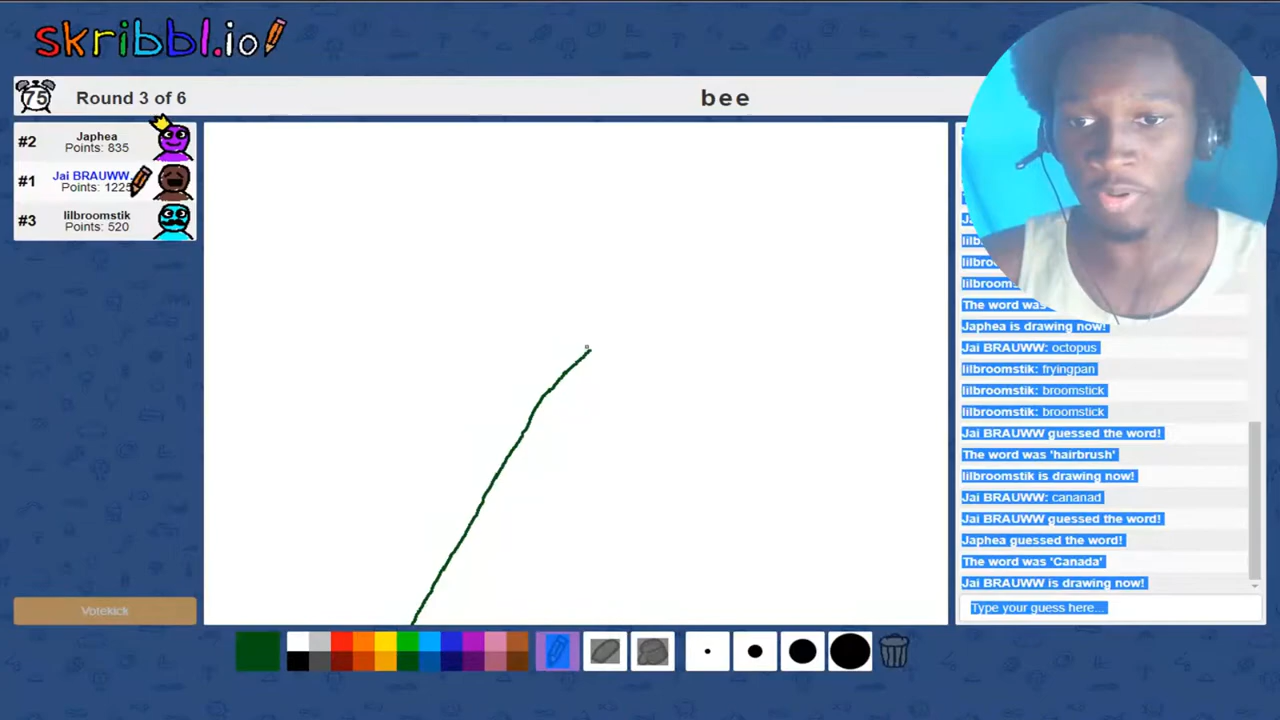 skribbl.io
75
Round 3 of 6
bee
#2
Japhea
Points: 835
#1
Jai BRAUWW
Points: 1225
#3
lilbroomstik
Points: 520
The word was
Japhea is drawing now!
Jai BRAUWW: octopus
lilbroomstik: fryingpan
lilbroomstik: broomstick
lilbroomstik: broomstick
Jai BRAUWW guessed the word!
The word was 'hairbrush'
lilbroomstik is drawing now!
Jai BRAUWW: cananad
Jai BRAUWW guessed the word!
Japhea guessed the word!
The word was 'Canada'
Jai BRAUWW is drawing now!
Type your guess here...
Votekick